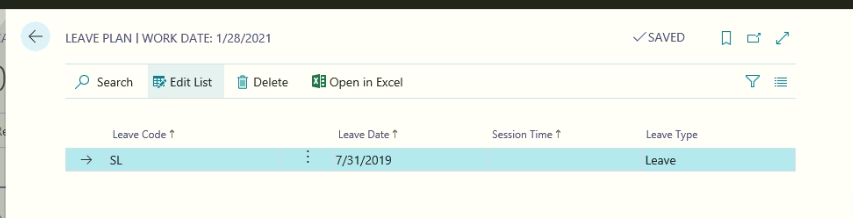 LEAVE PLAN | WORK DATE: 1/28/2021
SAVED
Search Edit List Delete Open in Excel
Leave Code ↑ Leave Date ↑ Session Time ↑ Leave Type
SL 7/31/2019 Leave